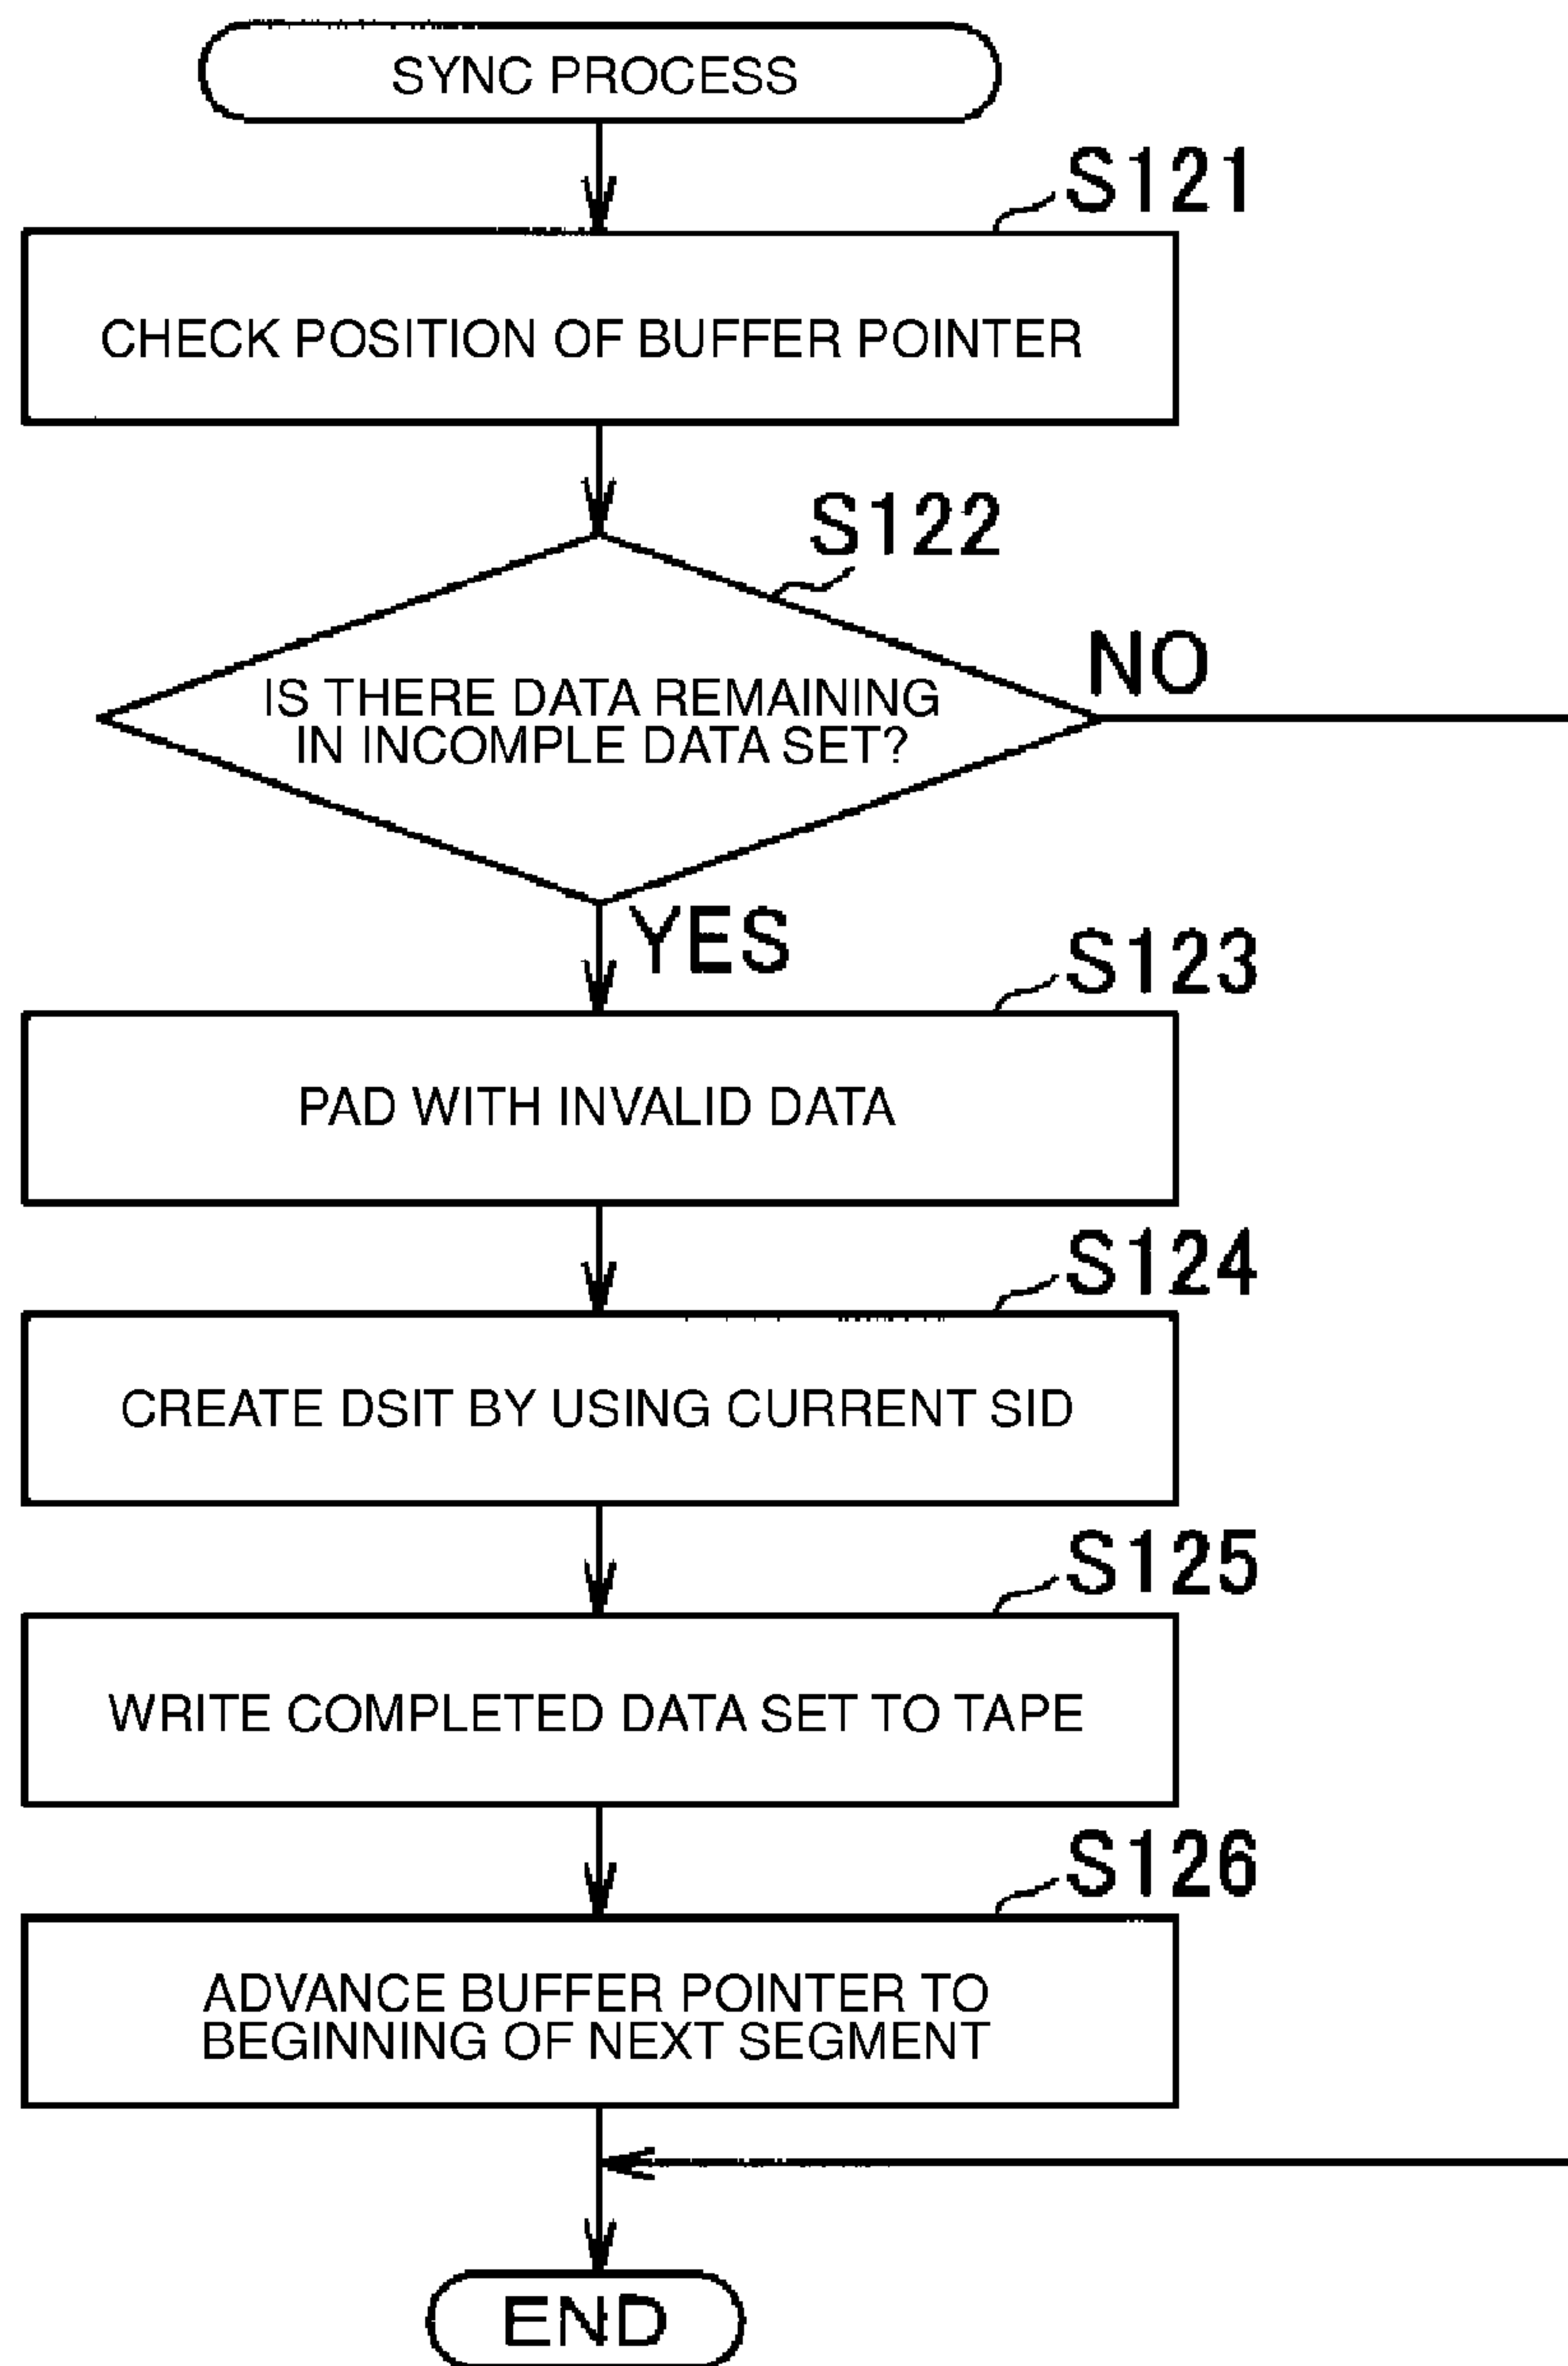 SYNC PROCESS
S121
CHECK POSITION OF BUFFER POINTER
S122
IS THERE DATA REMAINING
IN INCOMPLE DATA SET?
NO
YES
S123
PAD WITH INVALID DATA
S124
CREATE DSIT BY USING CURRENT SID
S125
WRITE COMPLETED DATA SET TO TAPE
S126
ADVANCE BUFFER POINTER TO
BEGINNING OF NEXT SEGMENT
END